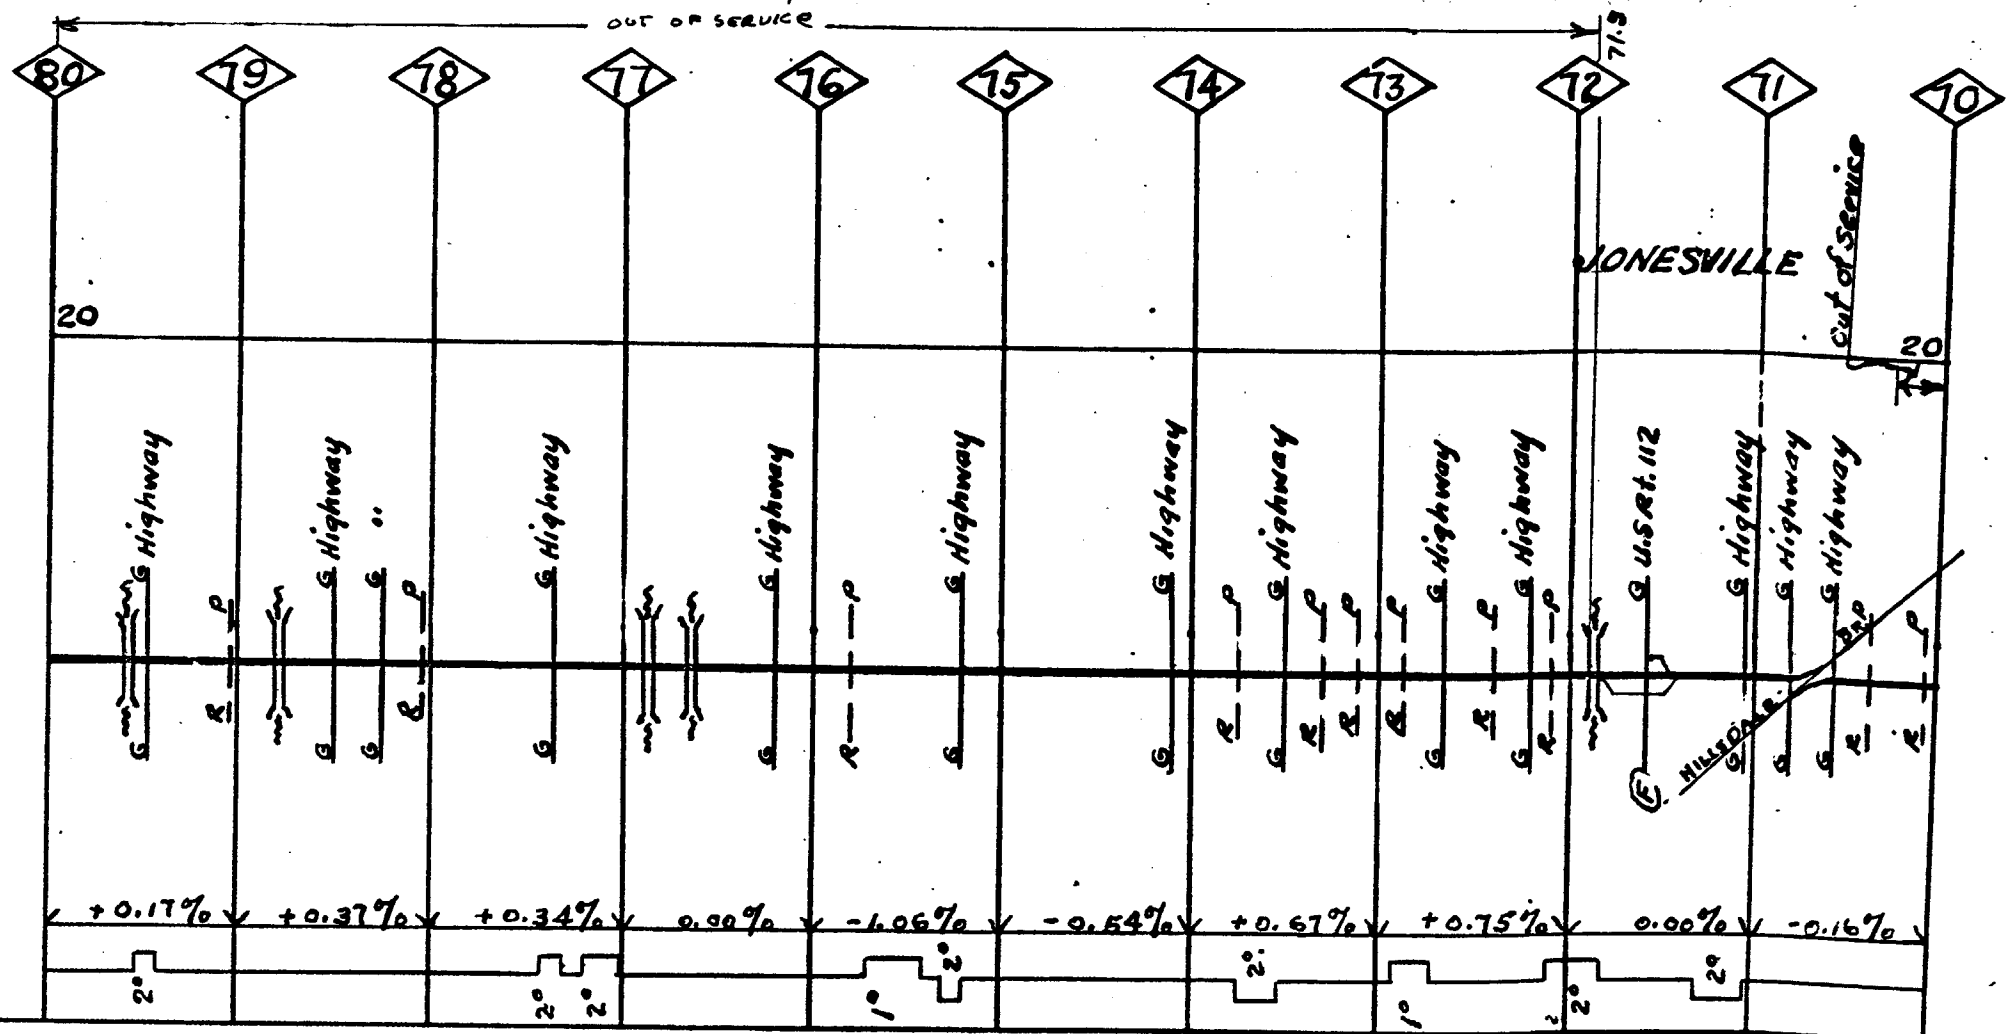 OUT OF SERVICE
71.5
80 79 78 77 76 75 74 73 72 71 70
JONESVILLE
Out of Service
20 20
Highway Highway " Highway Highway Highway Highway Highway Highway Highway U.S Rt. 112 Highway Highway Highway
G G G G G G G G G G G G G G
P P P P P P P P P P P
BRP
R R R R R R R R R R R
HILLSDALE
G G G G G G G G G G G G G
F
+0.17% +0.37% +0.34% 0.00% -1.06% -0.54% +0.67% +0.75% 0.00% -0.16%
2° 2° 2° 1° 2° 2° 1° 2 2° 2°